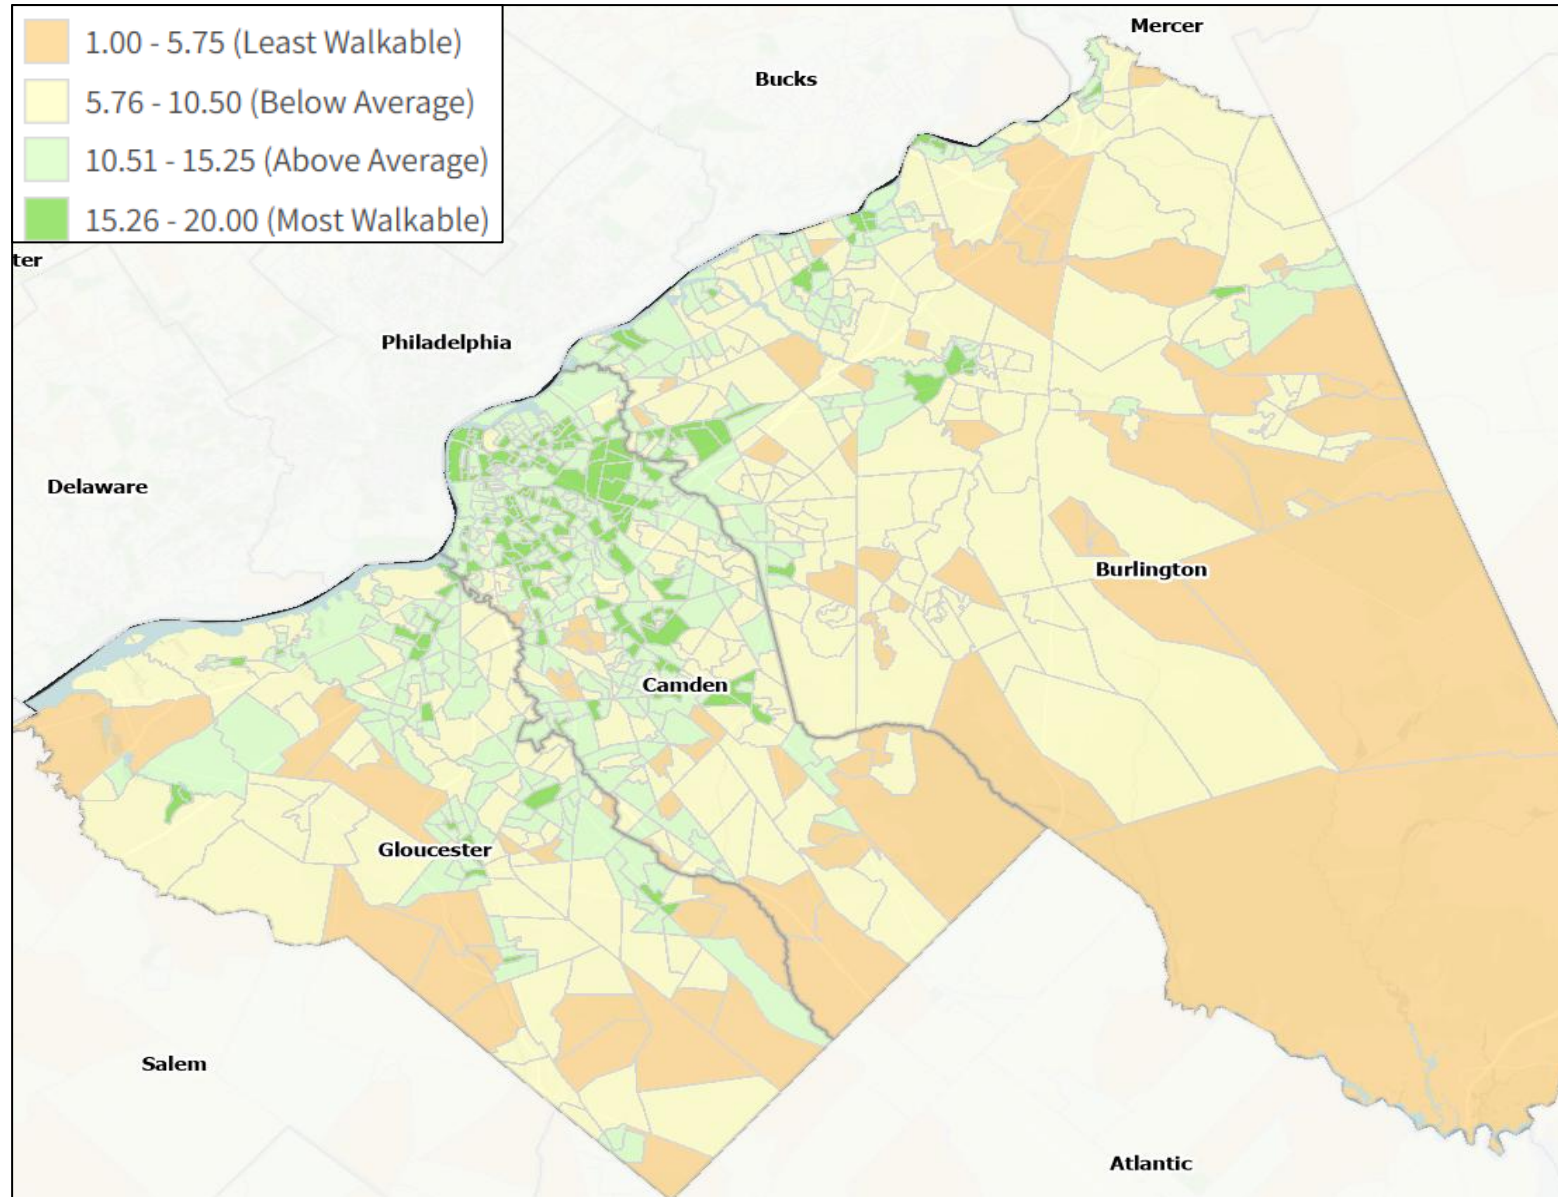 1.00 - 5.75 (Least Walkable)
5.76 - 10.50 (Below Average)
10.51 - 15.25 (Above Average)
15.26 - 20.00 (Most Walkable)
Mercer
Bucks
ter
Philadelphia
Delaware
Burlington
Camden
Gloucester
Salem
Atlantic